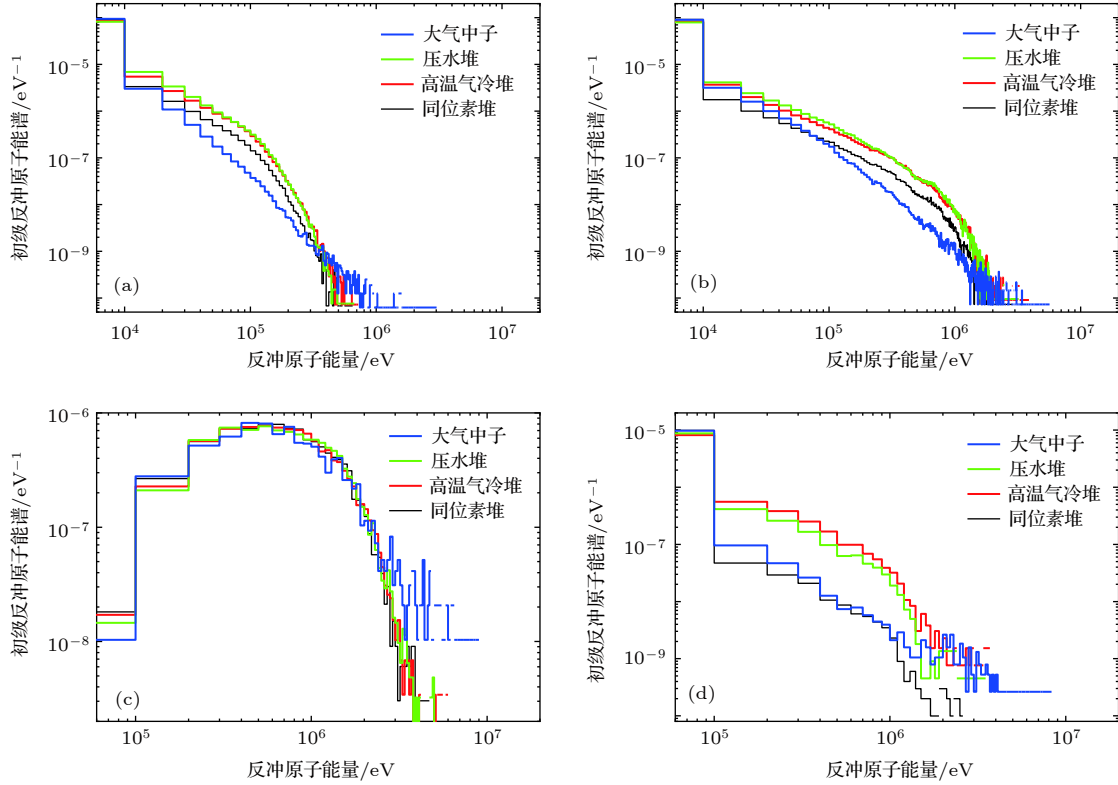 初级反冲原子能谱/eV⁻¹
10⁻⁵
10⁻⁷
10⁻⁹
大气中子
压水堆
高温气冷堆
同位素堆
(a)
10⁴ 10⁵ 10⁶ 10⁷
反冲原子能量/eV
初级反冲原子能谱/eV⁻¹
10⁻⁵
10⁻⁷
10⁻⁹
大气中子
压水堆
高温气冷堆
同位素堆
(b)
10⁴ 10⁵ 10⁶ 10⁷
反冲原子能量/eV
初级反冲原子能谱/eV⁻¹
10⁻⁶
10⁻⁷
10⁻⁸
大气中子
压水堆
高温气冷堆
同位素堆
(c)
10⁵ 10⁶ 10⁷
反冲原子能量/eV
初级反冲原子能谱/eV⁻¹
10⁻⁵
10⁻⁷
10⁻⁹
大气中子
压水堆
高温气冷堆
同位素堆
(d)
10⁵ 10⁶ 10⁷
反冲原子能量/eV